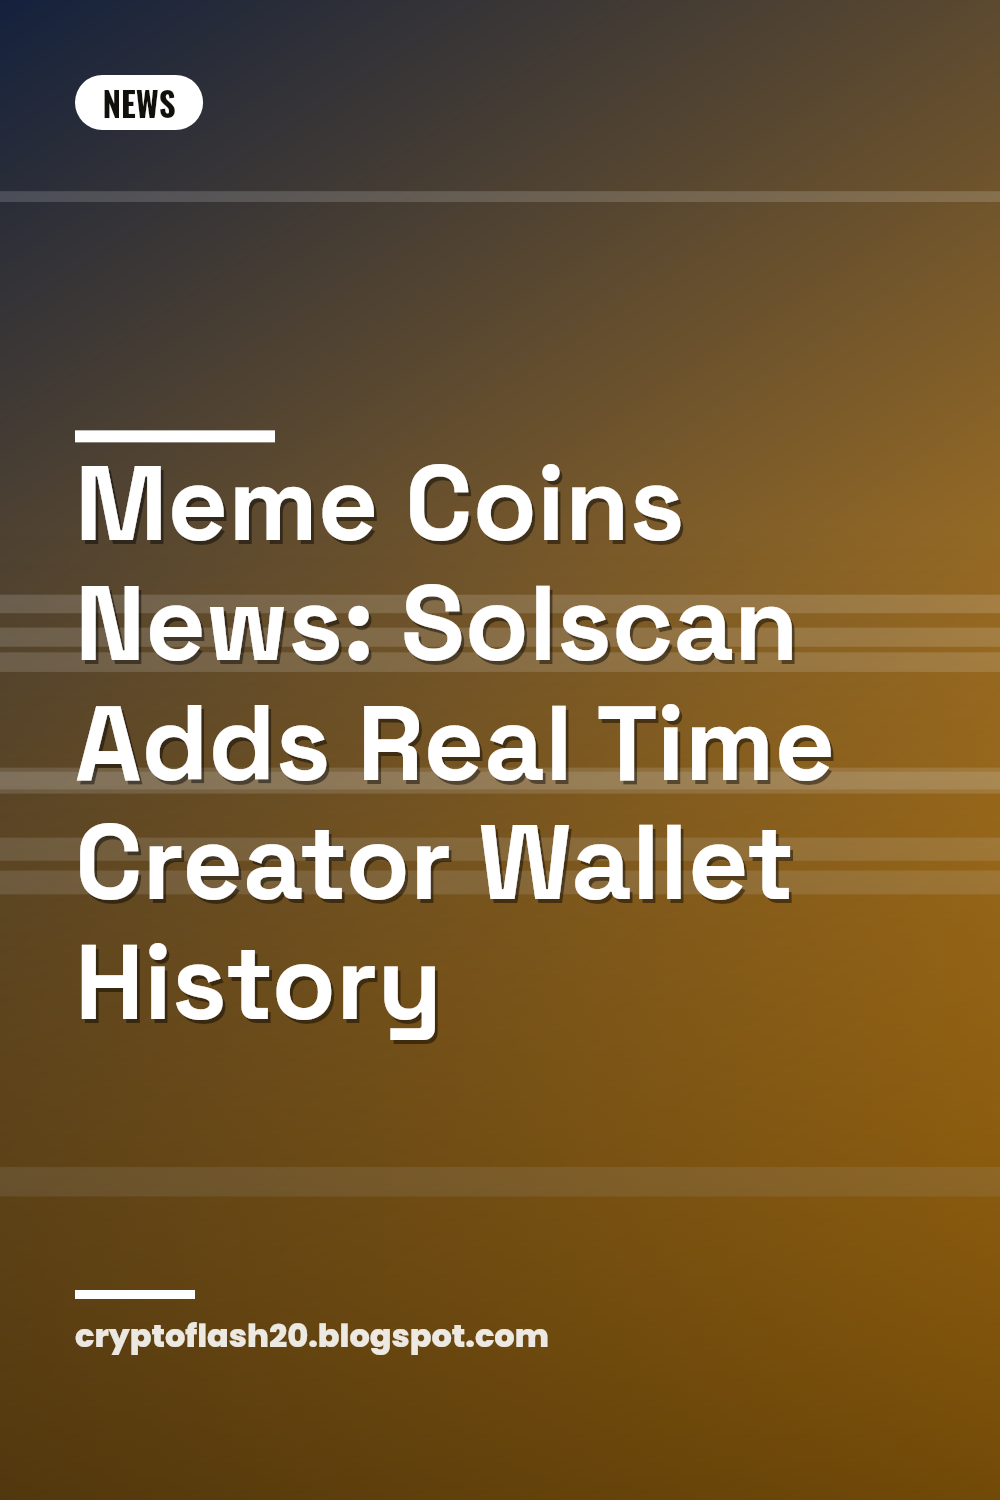 NEWS
Meme Coins
News: Solscan
Adds Real Time
Creator Wallet
History
cryptoflash20.blogspot.com